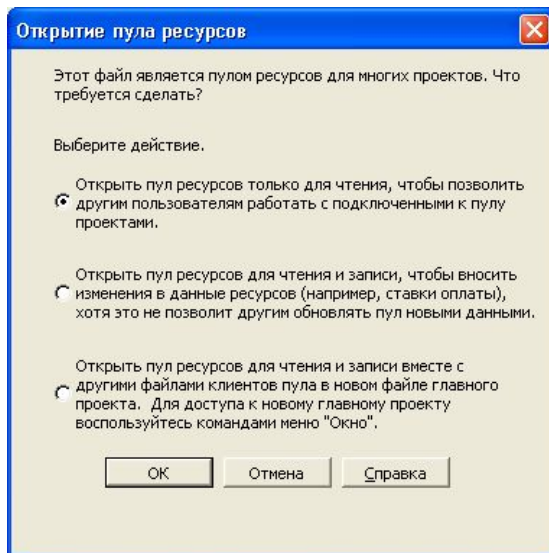 Открытие пула ресурсов
Этот файл является пулом ресурсов для многих проектов. Что
требуется сделать?
Выберите действие.
Открыть пул ресурсов только для чтения, чтобы позволить
другим пользователям работать с подключенными к пулу
проектами.
Открыть пул ресурсов для чтения и записи, чтобы вносить
изменения в данные ресурсов (например, ставки оплаты),
хотя это не позволит другим обновлять пул новыми данными.
Открыть пул ресурсов для чтения и записи вместе с
другими файлами клиентов пула в новом файле главного
проекта. Для доступа к новому главному проекту
воспользуйтесь командами меню "Окно".
ОК
Отмена
Справка